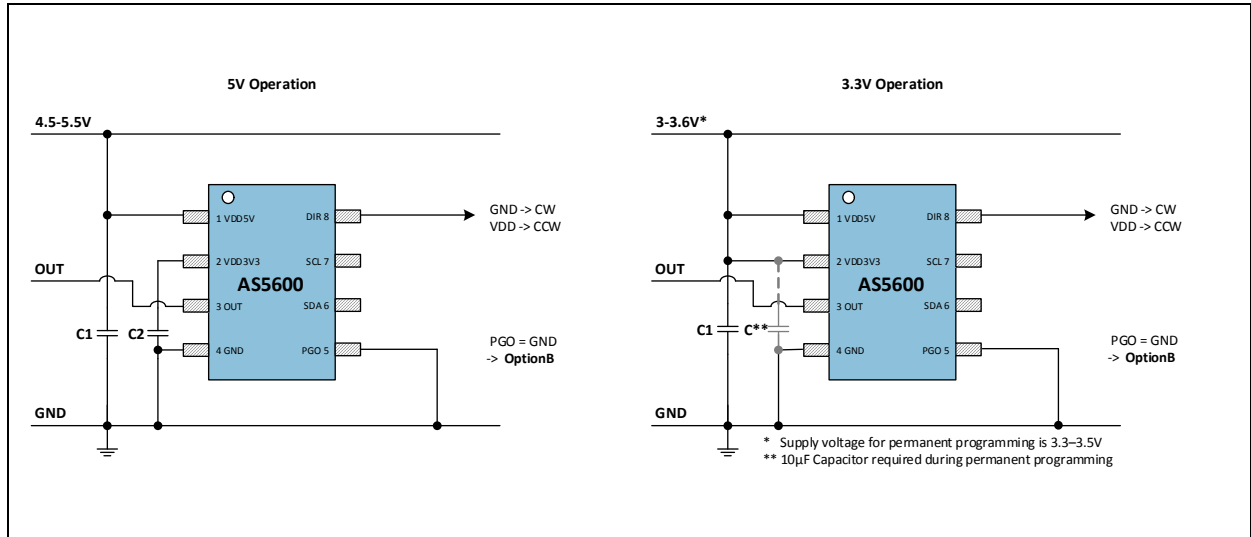 5V Operation
4.5-5.5V
1 VDD5V
DIR 8
GND -> CW
VDD -> CCW
2 VDD3V3
SCL 7
OUT
AS5600
3 OUT
SDA 6
C1
C2
4 GND
PGO 5
PGO = GND
-> OptionB
GND
3.3V Operation
3-3.6V*
1 VDD5V
DIR 8
GND -> CW
VDD -> CCW
2 VDD3V3
SCL 7
OUT
AS5600
3 OUT
SDA 6
C1
C**
4 GND
PGO 5
PGO = GND
-> OptionB
GND
* Supply voltage for permanent programming is 3.3–3.5V
** 10µF Capacitor required during permanent programming